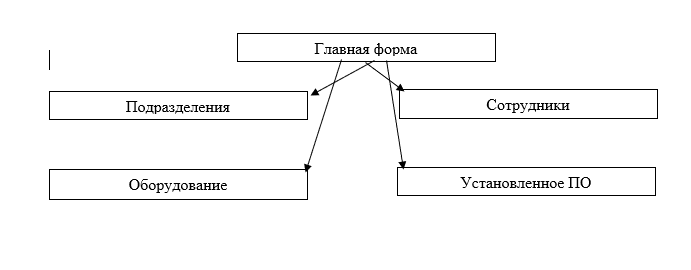 Главная форма
Подразделения
Сотрудники
Оборудование
Установленное ПО